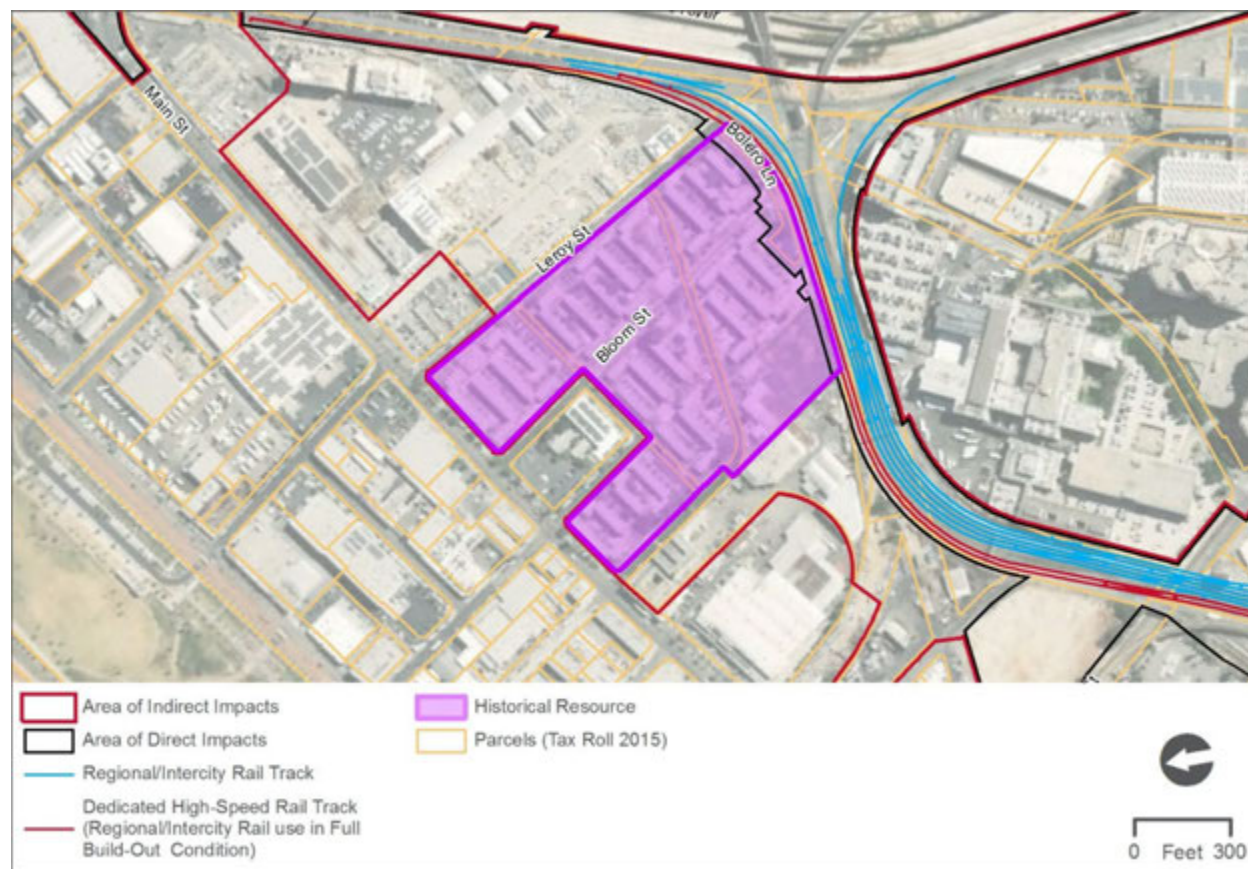 Main St
Bolero Ln
Leroy St
Bloom St
Area of Indirect Impacts
Area of Direct Impacts
Regional/Intercity Rail Track
Dedicated High-Speed Rail Track
(Regional/Intercity Rail use in Full
Build-Out Condition)
Historical Resource
Parcels (Tax Roll 2015)
0 Feet 300